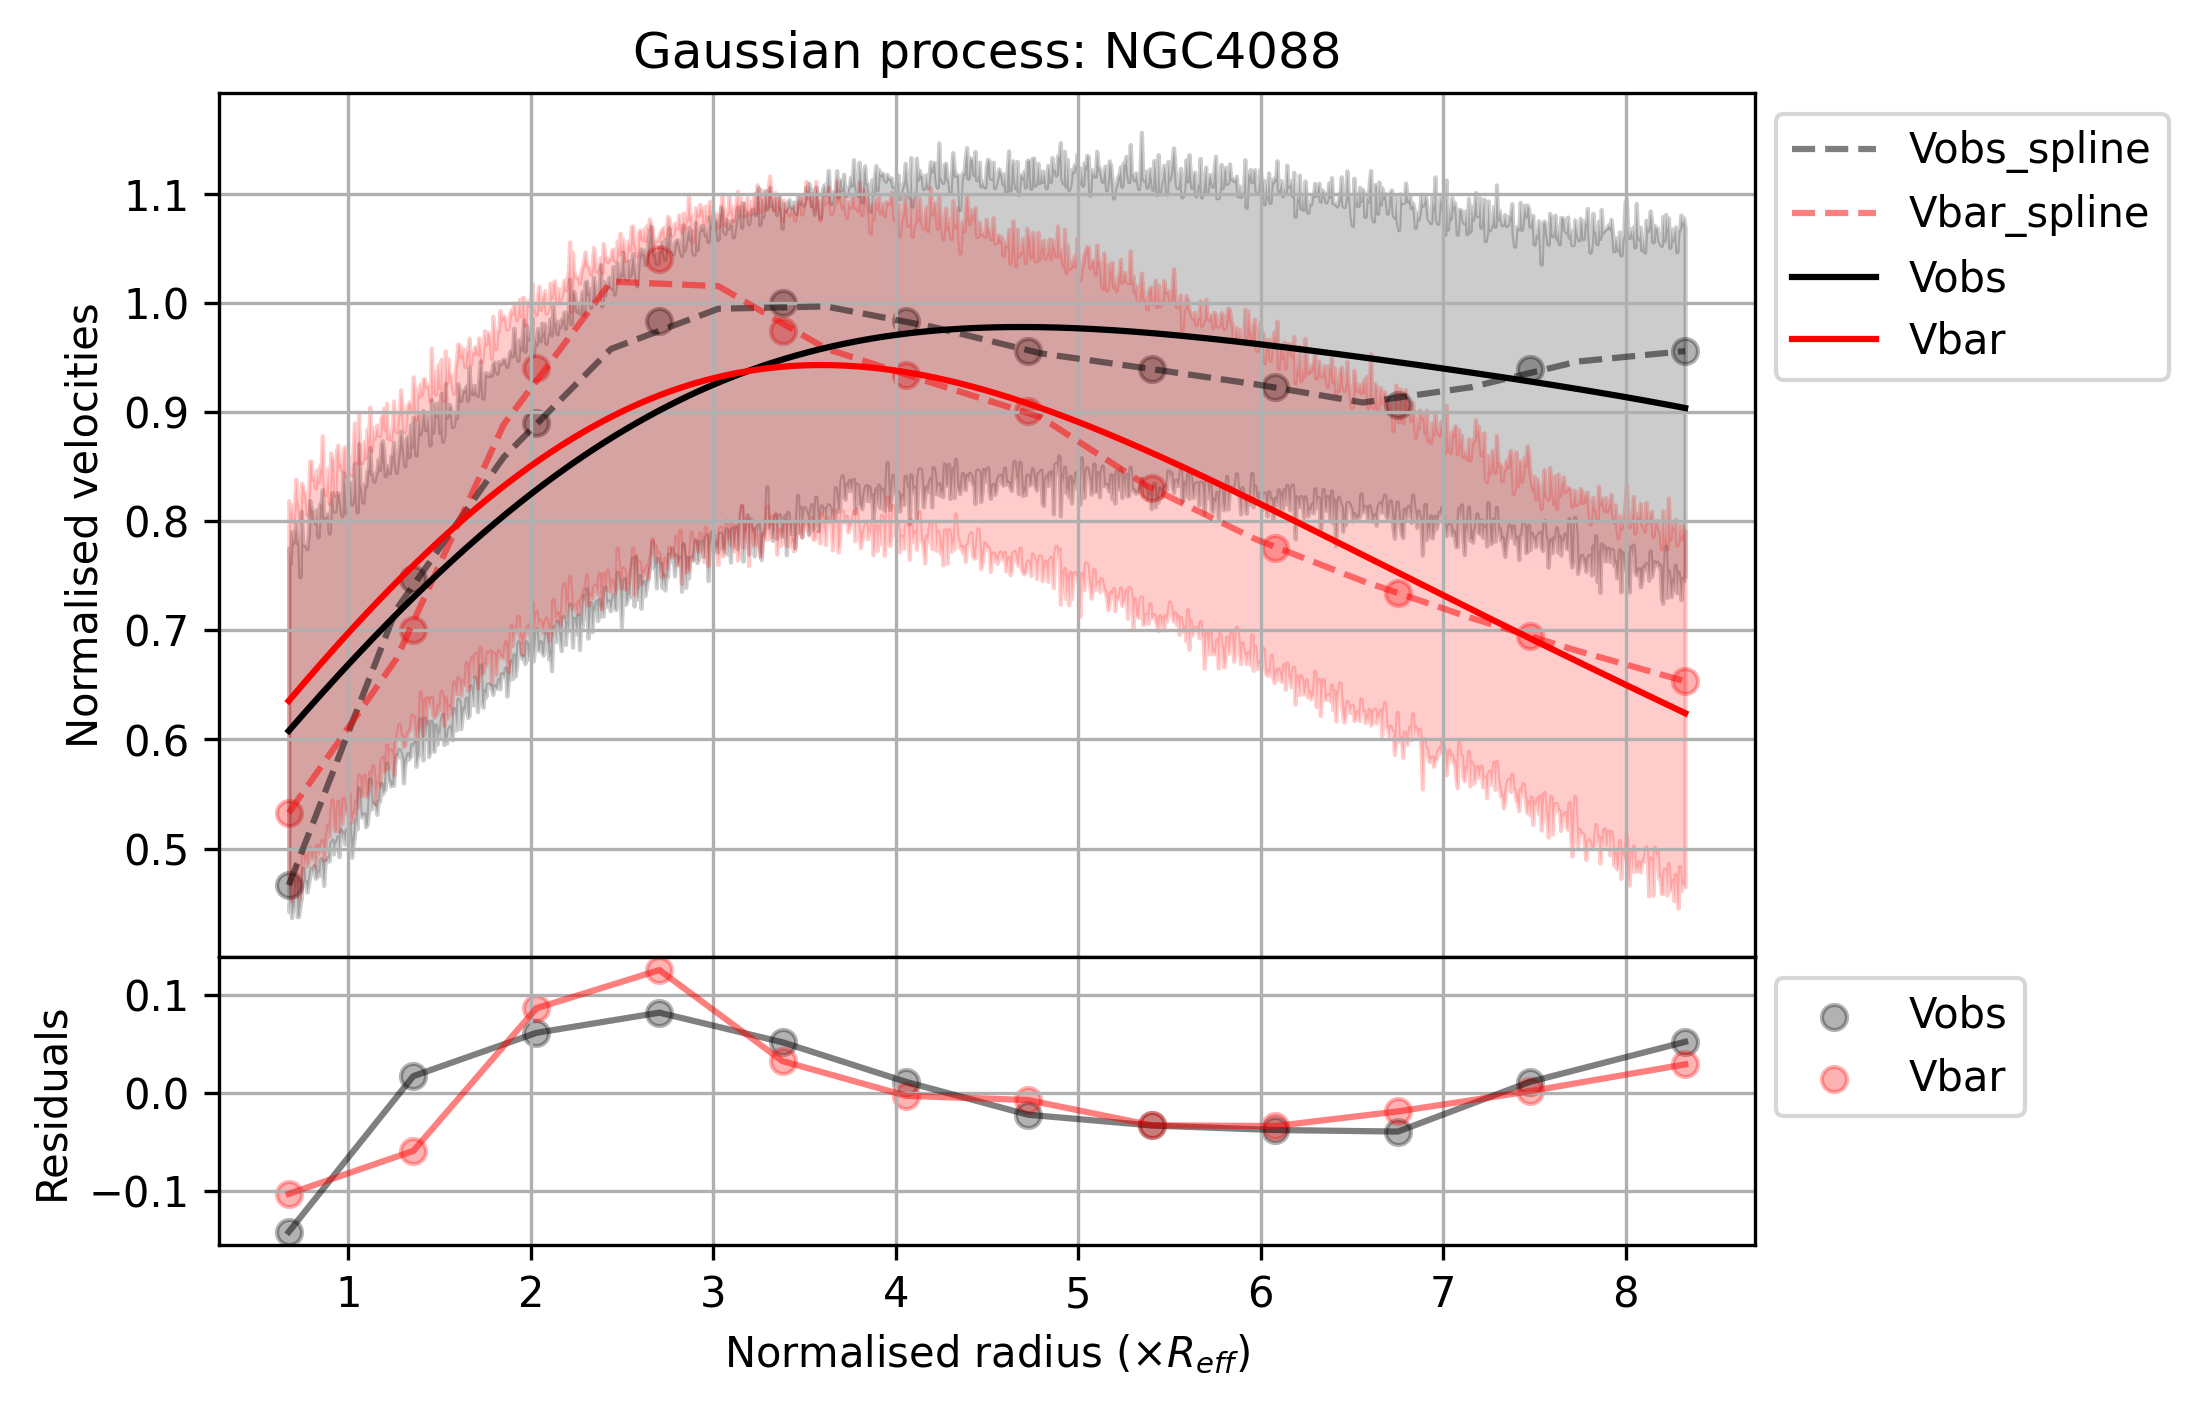 Gaussian process: NGC4088
Normalised velocities
1.1
1.0
0.9
0.8
0.7
0.6
0.5
Vobs_spline
Vbar_spline
Vobs
Vbar
Residuals
0.1
0.0
−0.1
Vobs
Vbar
1 2 3 4 5 6 7 8
Normalised radius (×R_{eff})